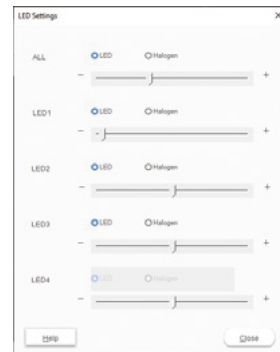 LED Settings
ALL
LED
Halogen
- +
LED1
LED
Halogen
- +
LED2
LED
Halogen
- +
LED3
LED
Halogen
- +
LED4
LED
Halogen
- +
Help
Close